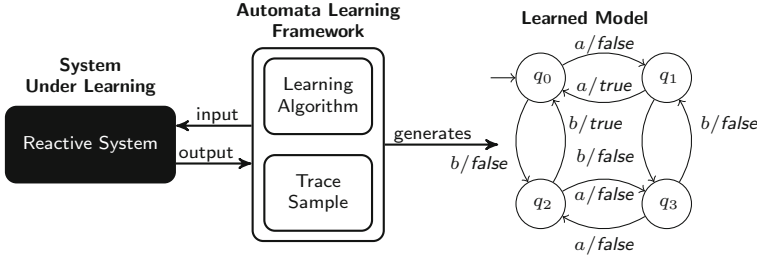 System
Under Learning
Reactive System
input
output
Automata Learning
Framework
Learning
Algorithm
Trace
Sample
generates
Learned Model
a/false
q0
q1
a/true
b/true
b/false
b/false
b/false
q2
a/false
q3
a/false